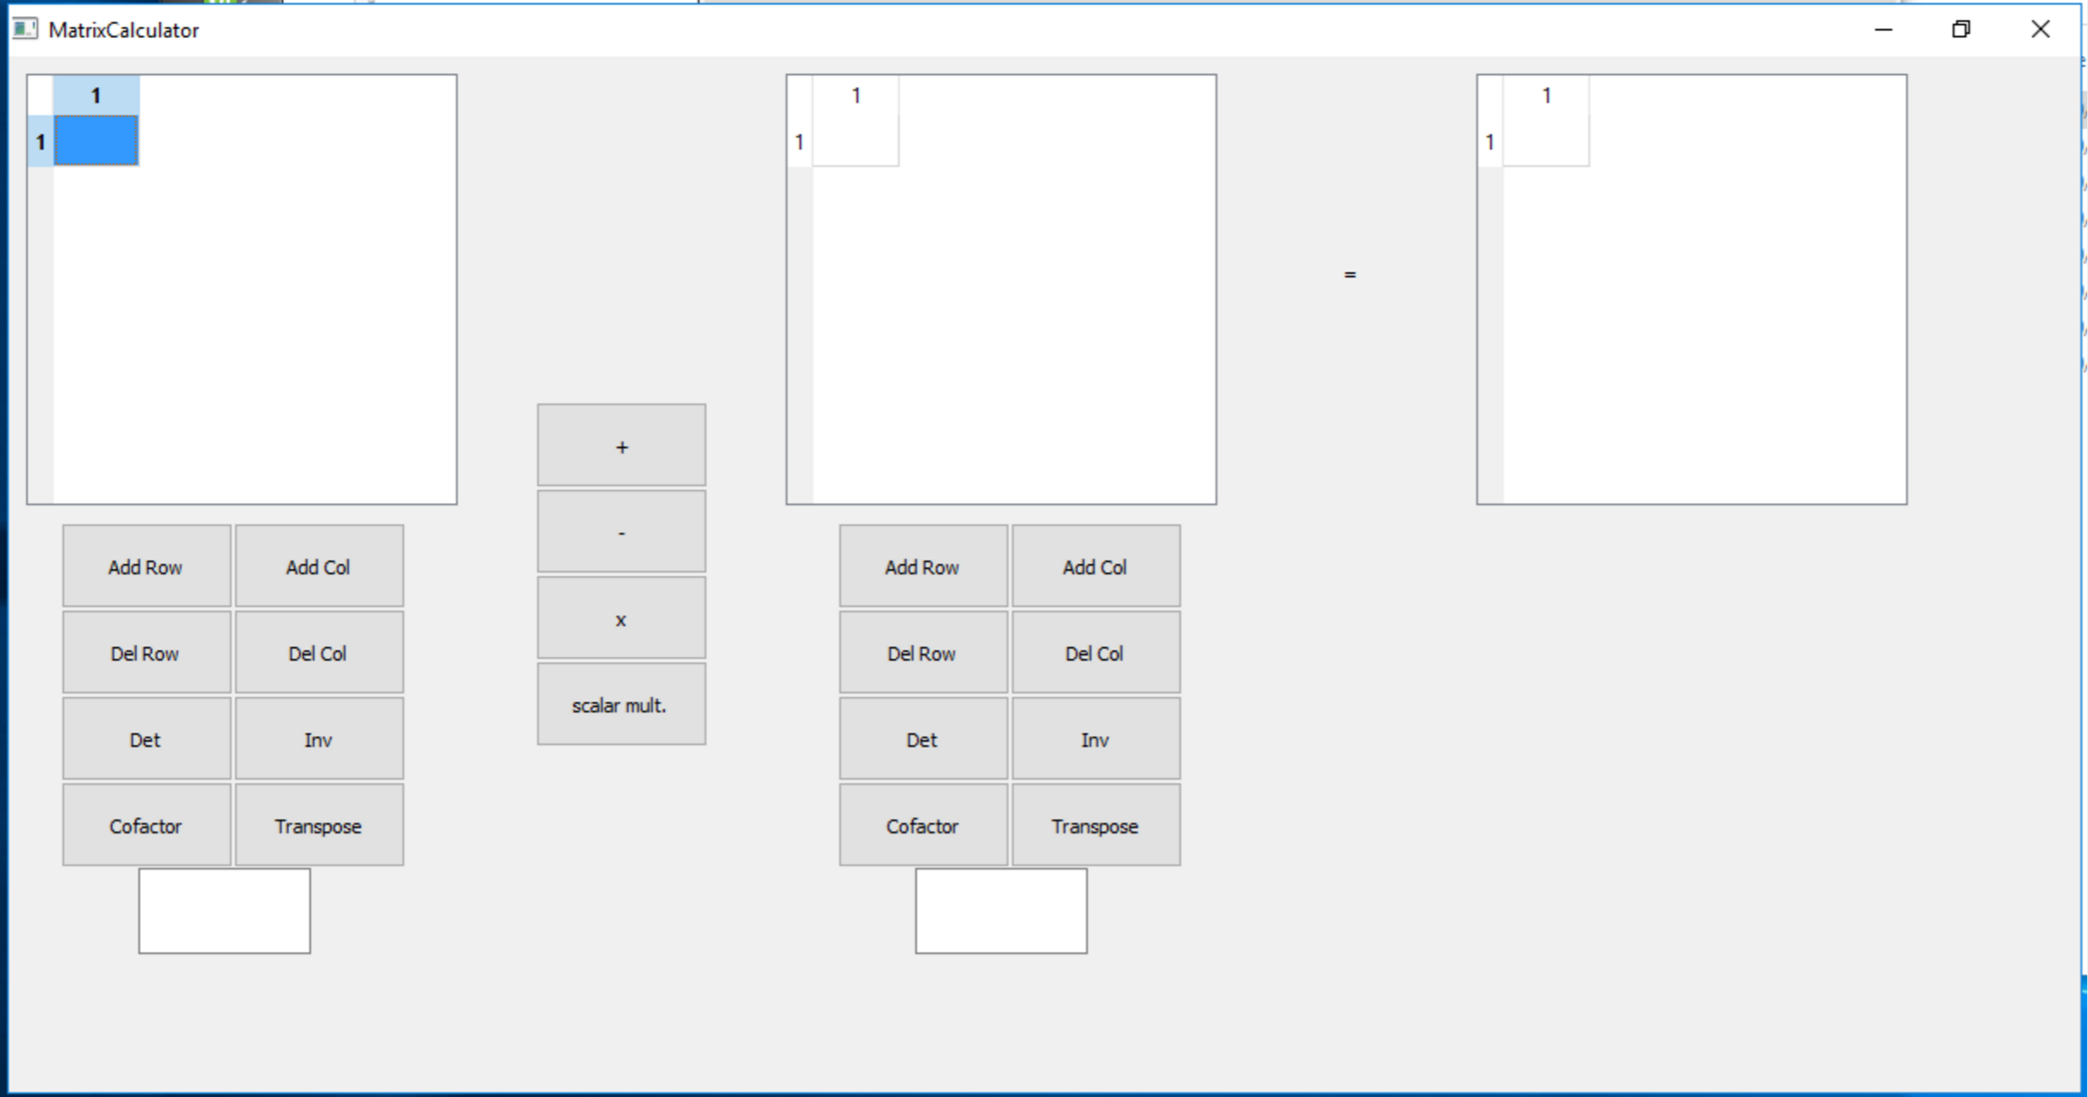 MatrixCalculator
1 1 1
1 1 1
=
+
-
x
scalar mult.
Add Row Add Col Add Row Add Col
Del Row Del Col Del Row Del Col
Det Inv Det Inv
Cofactor Transpose Cofactor Transpose